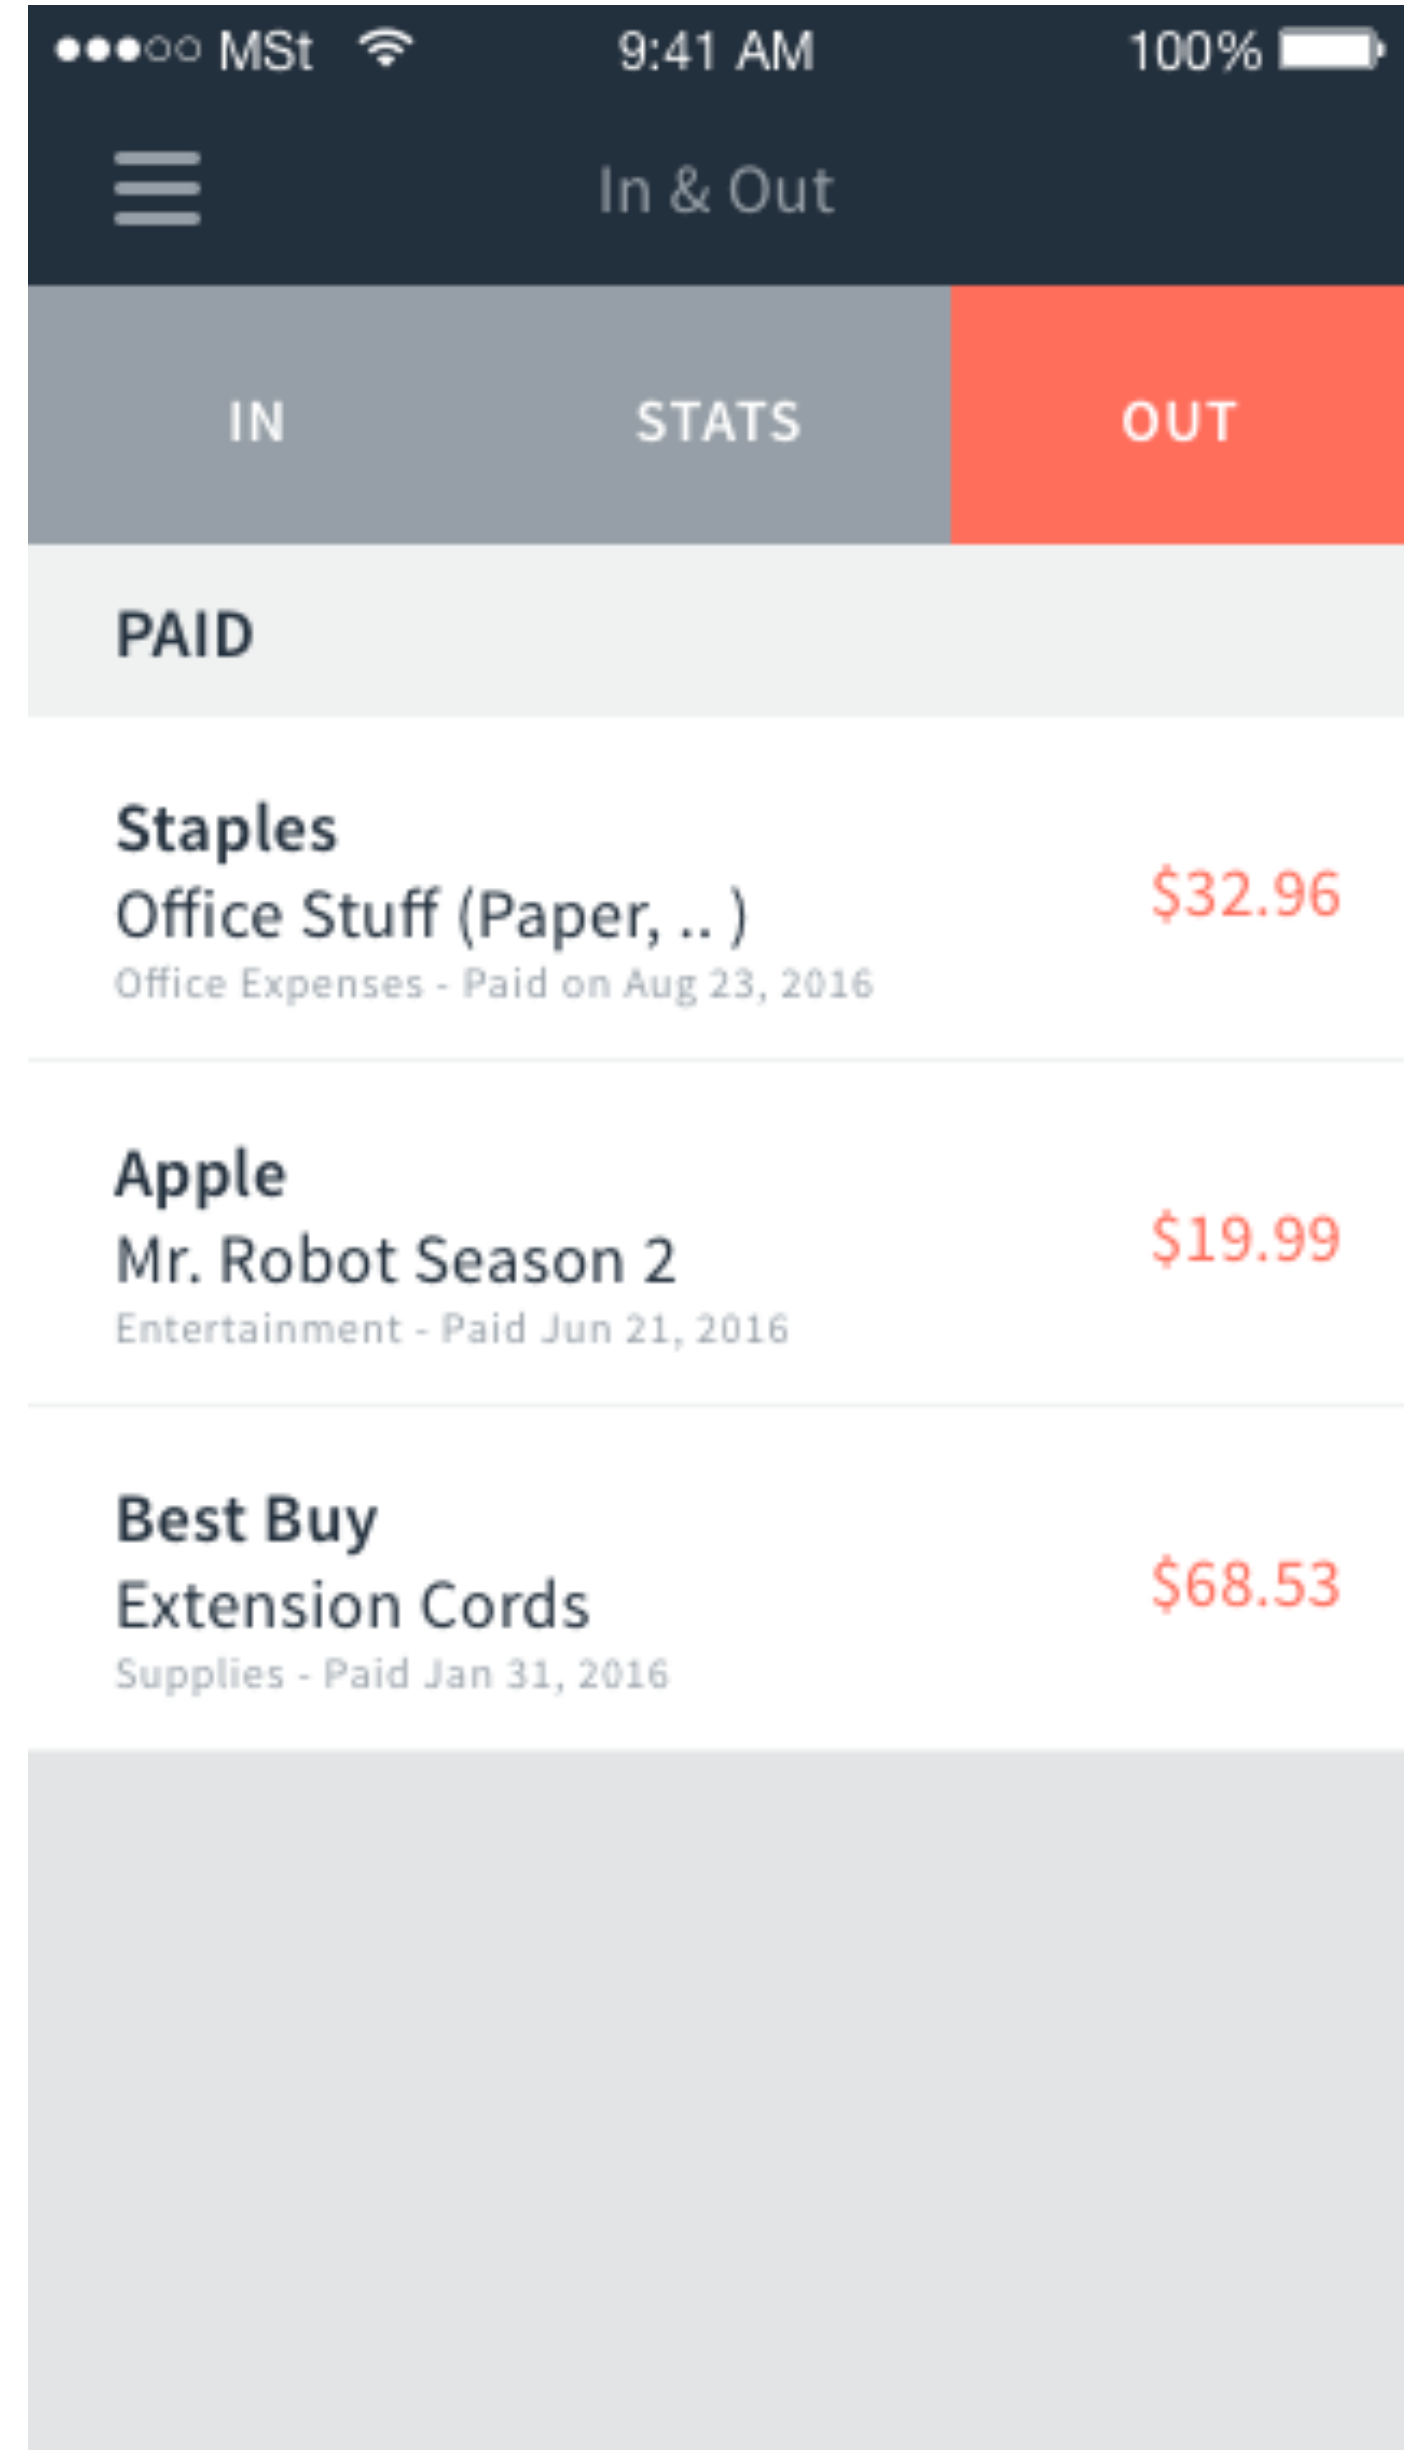 MSt 9:41 AM 100%
In & Out
IN STATS OUT
PAID
Staples
Office Stuff (Paper, .. )
$32.96
Office Expenses - Paid on Aug 23, 2016
Apple
Mr. Robot Season 2
$19.99
Entertainment - Paid Jun 21, 2016
Best Buy
Extension Cords
$68.53
Supplies - Paid Jan 31, 2016